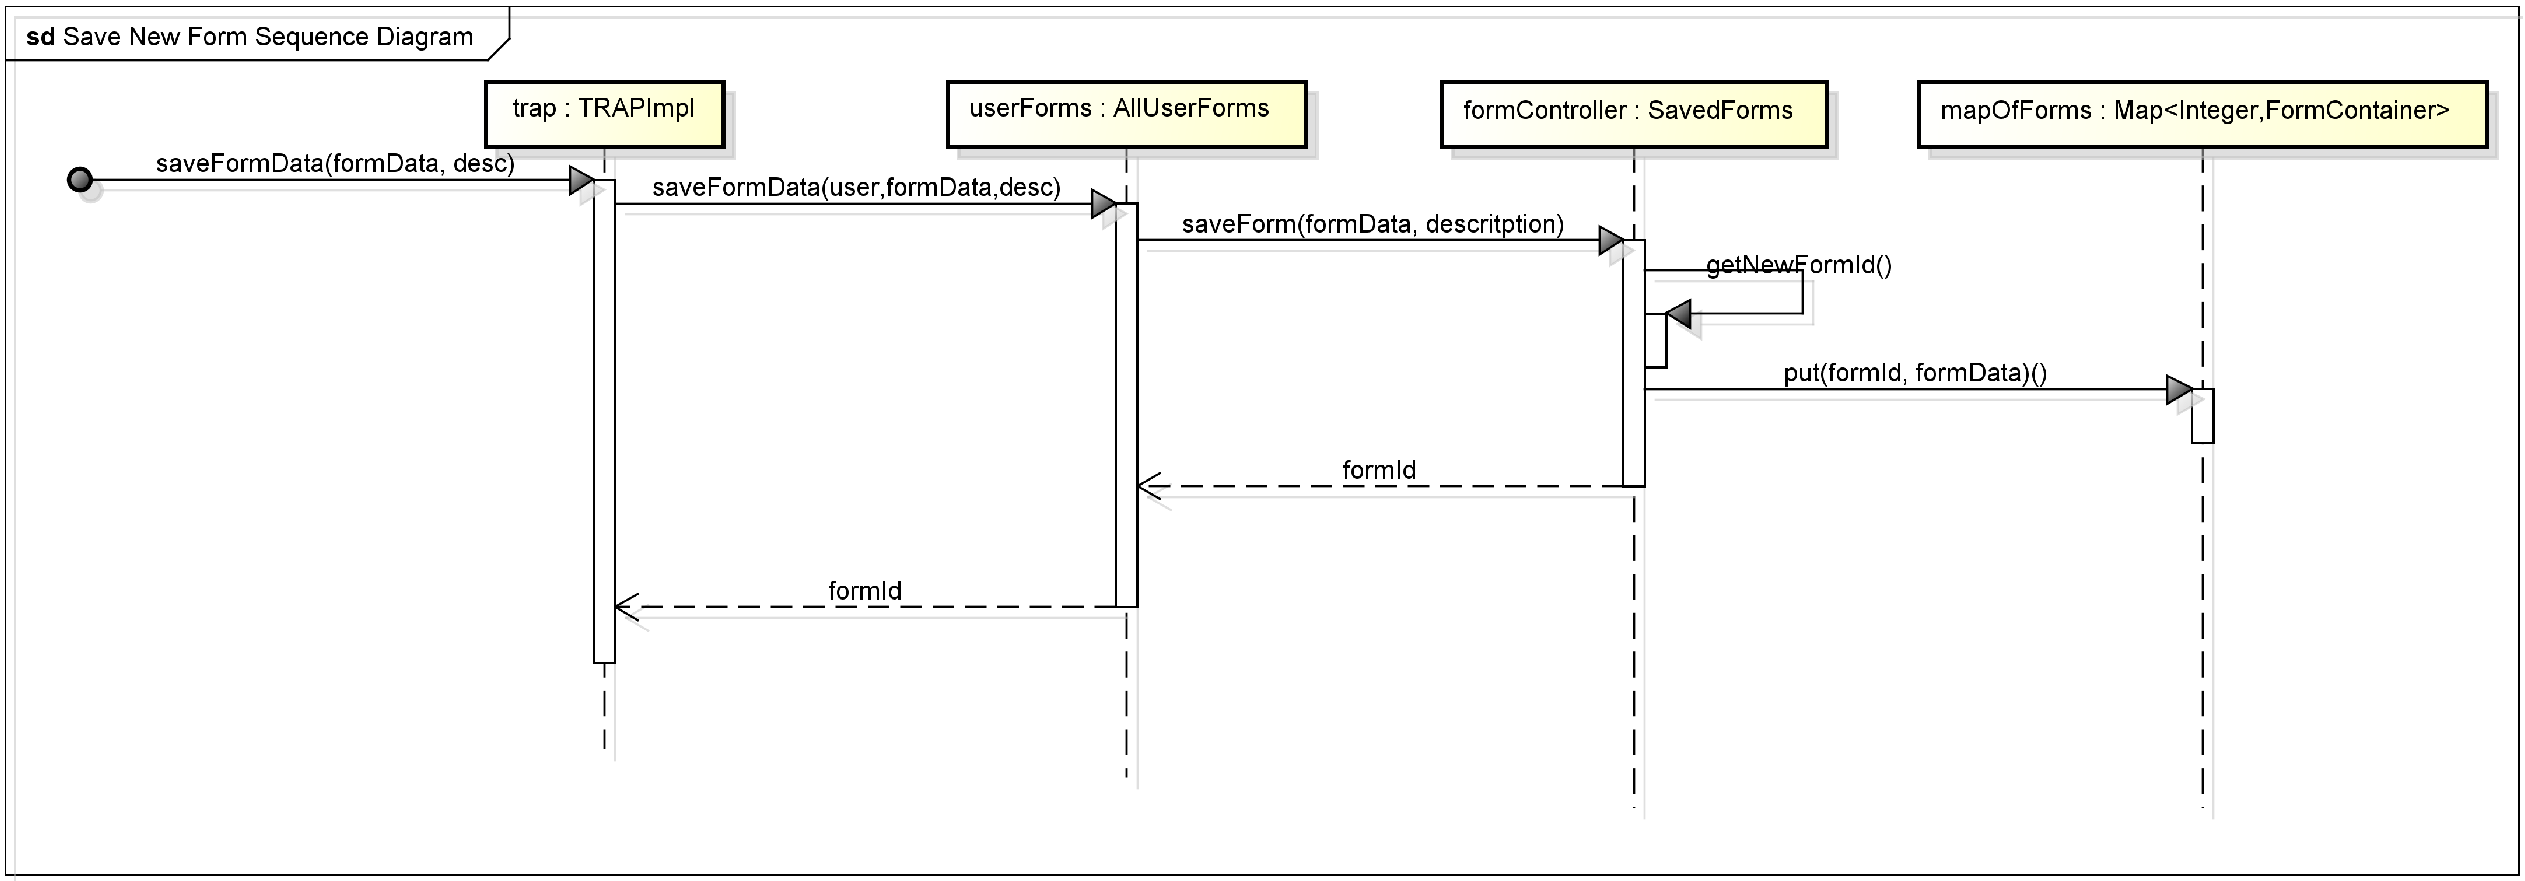 sd Save New Form Sequence Diagram
trap : TRAPImpl
userForms : AllUserForms
formController : SavedForms
mapOfForms : Map<Integer,FormContainer>
saveFormData(formData, desc)
saveFormData(user,formData,desc)
saveForm(formData, descritption)
getNewFormId()
put(formId, formData)()
formId
formId